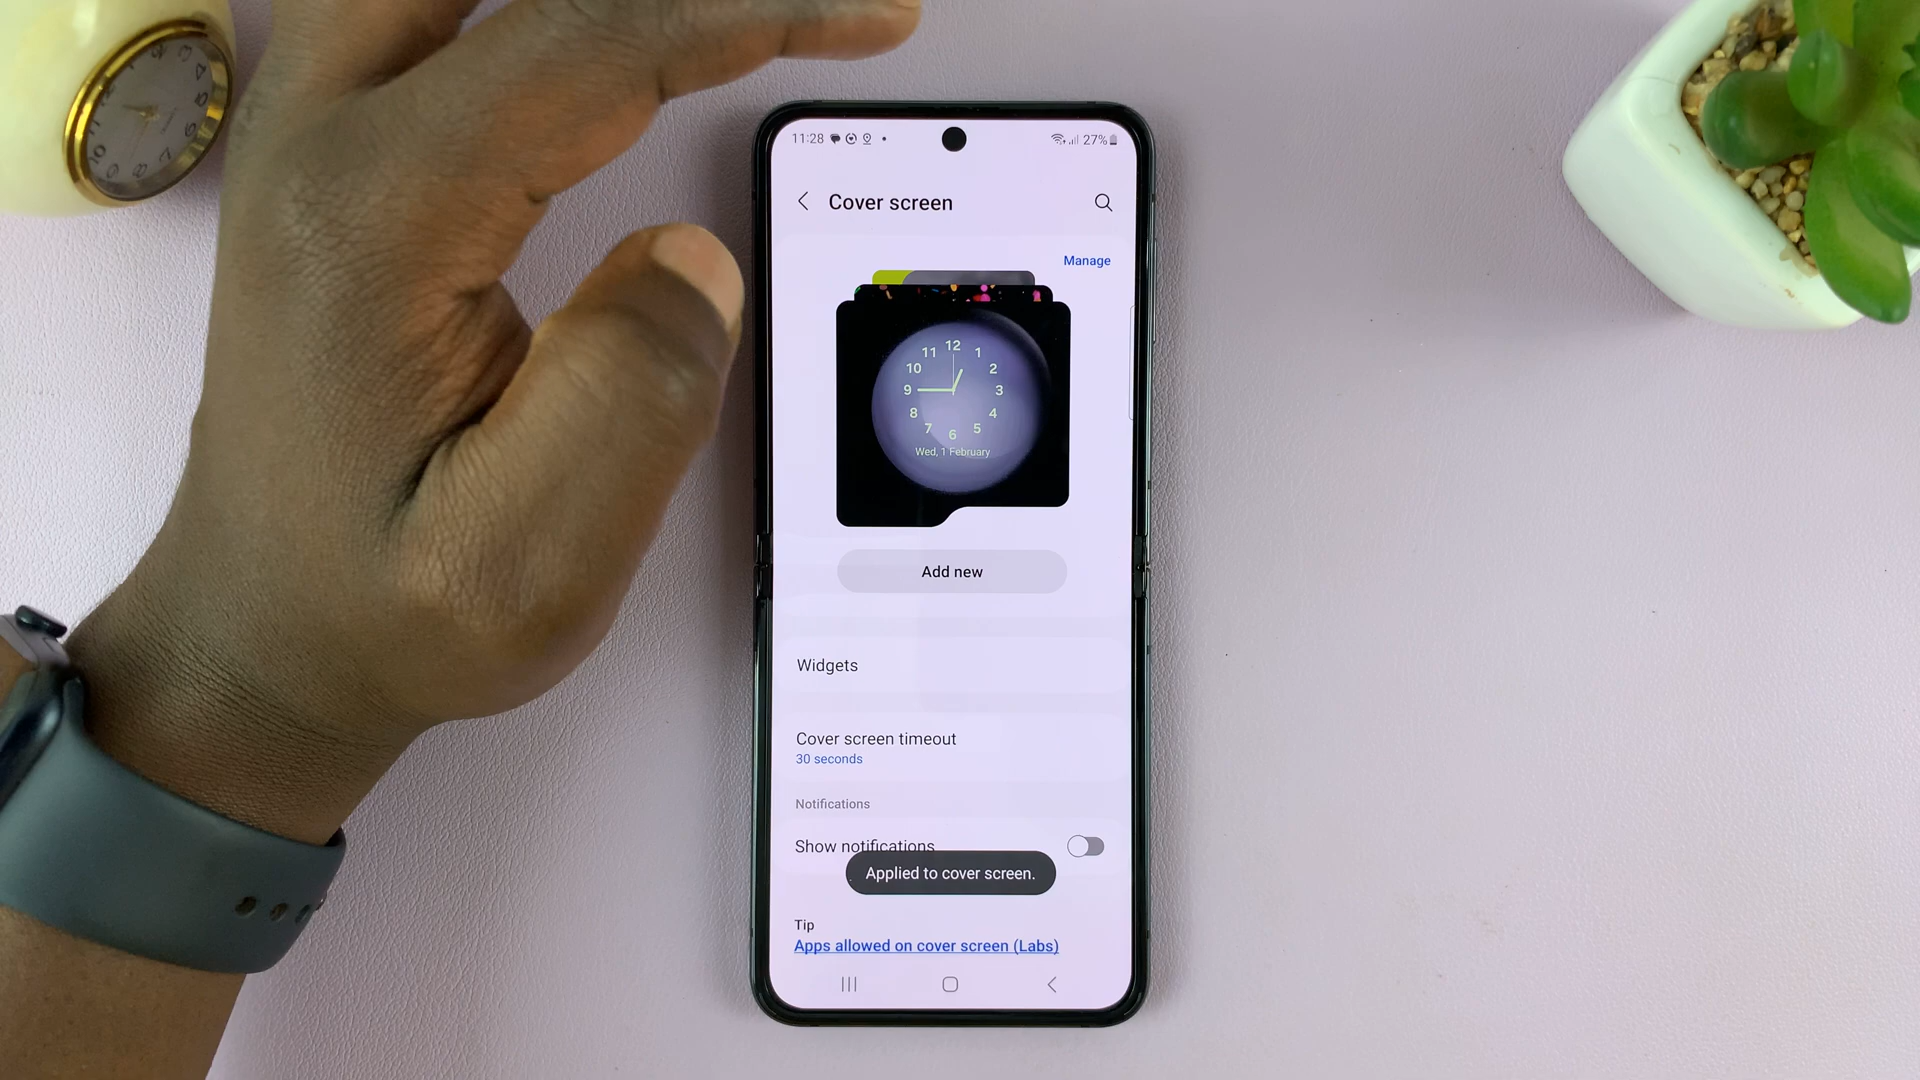 11:28
27%
Cover screen
Manage
12
11 1
10 2
9 3
8 4
7 5
6
Wed, 1 February
Add new
Widgets
Cover screen timeout
30 seconds
Notifications
Show notifications
Applied to cover screen.
Tip
Apps allowed on cover screen (Labs)